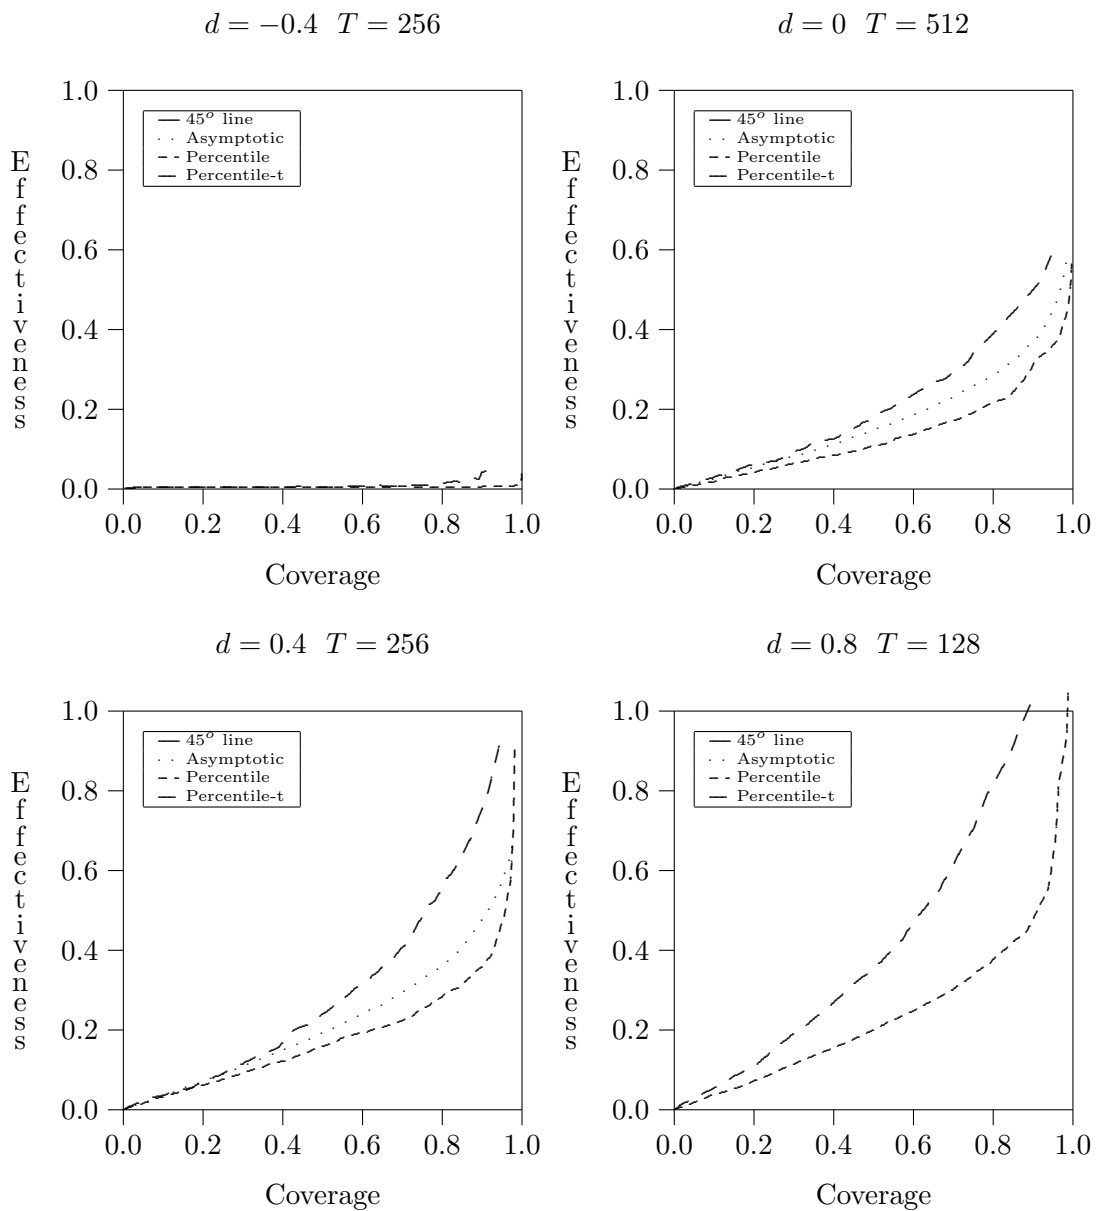 d = −0.4 T = 256
1.0
0.8
0.6
0.4
0.2
0.0
Effectiveness
45° line
Asymptotic
Percentile
Percentile-t
0.0 0.2 0.4 0.6 0.8 1.0
Coverage
d = 0 T = 512
1.0
0.8
0.6
0.4
0.2
0.0
Effectiveness
45° line
Asymptotic
Percentile
Percentile-t
0.0 0.2 0.4 0.6 0.8 1.0
Coverage
d = 0.4 T = 256
1.0
0.8
0.6
0.4
0.2
0.0
Effectiveness
45° line
Asymptotic
Percentile
Percentile-t
0.0 0.2 0.4 0.6 0.8 1.0
Coverage
d = 0.8 T = 128
1.0
0.8
0.6
0.4
0.2
0.0
Effectiveness
45° line
Asymptotic
Percentile
Percentile-t
0.0 0.2 0.4 0.6 0.8 1.0
Coverage